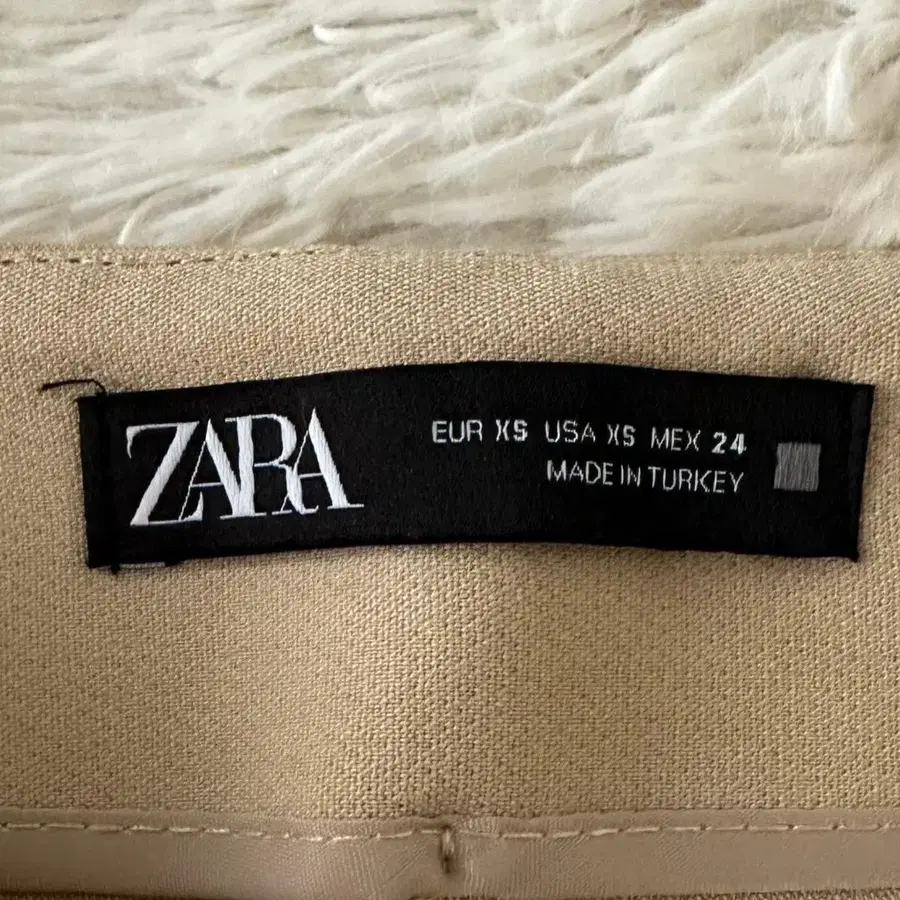 ZARA
EUR XS USA XS MEX 24
MADE IN TURKEY